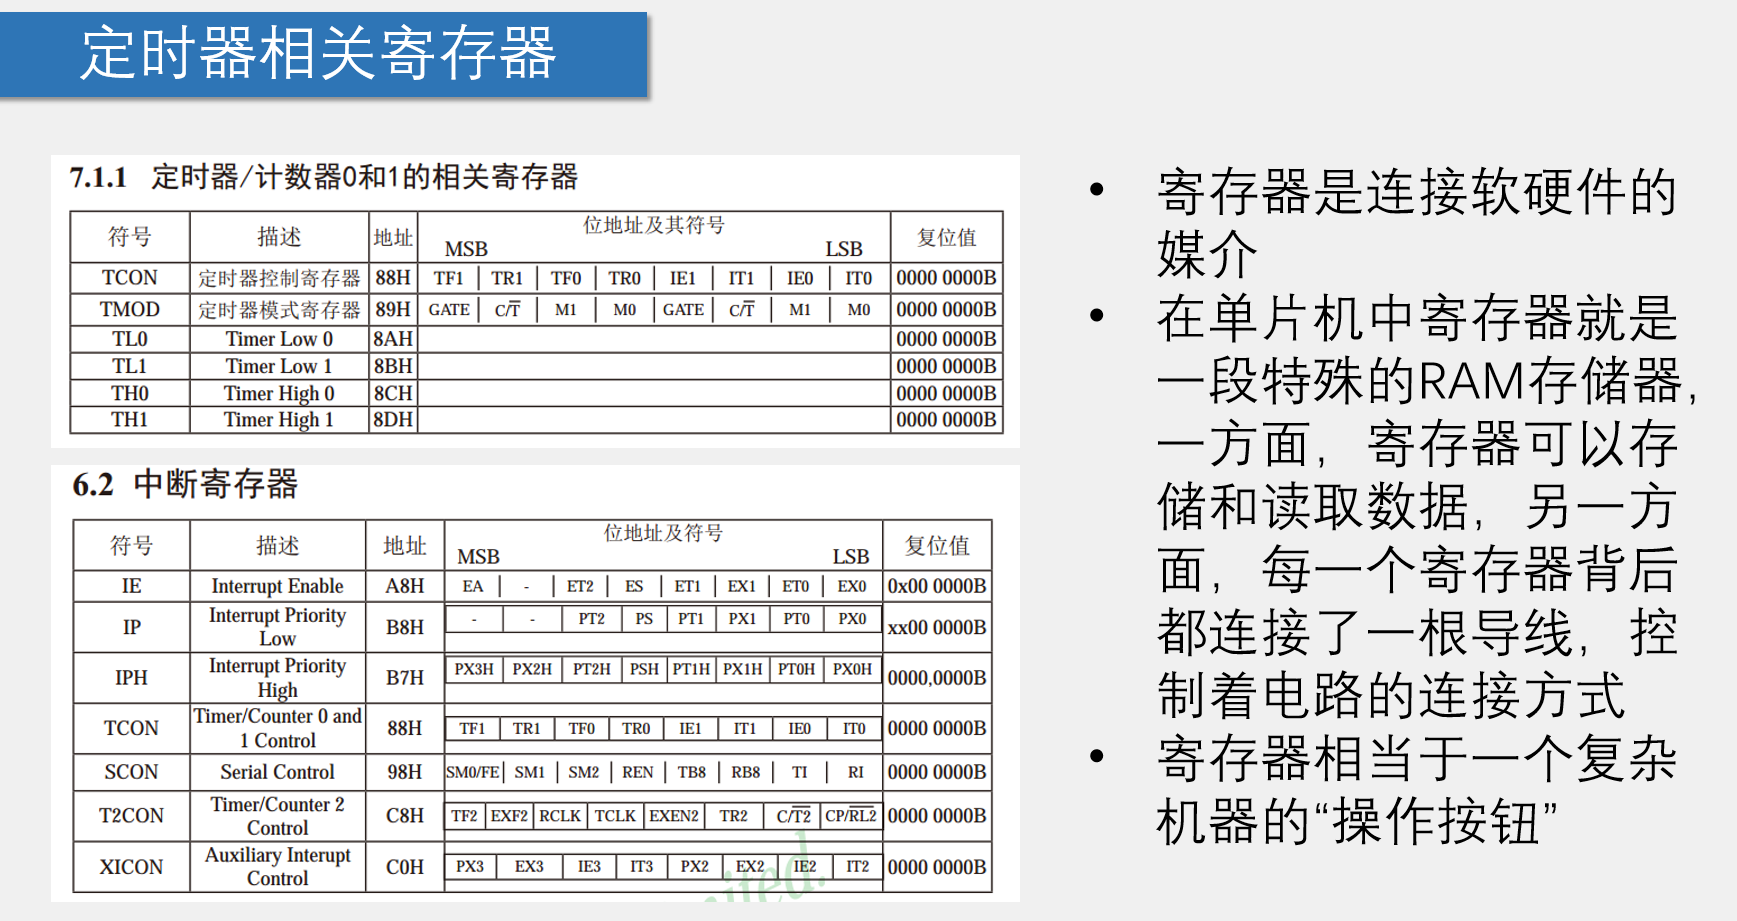 定时器相关寄存器
7.1.1 定时器/计数器0和1的相关寄存器
符号 描述 地址 位地址及其符号 复位值
MSB LSB
TCON 定时器控制寄存器 88H TF1 TR1 TF0 TR0 IE1 IT1 IE0 IT0 0000 0000B
TMOD 定时器模式寄存器 89H GATE C/T̅ M1 M0 GATE C/T̅ M1 M0 0000 0000B
TL0 Timer Low 0 8AH 0000 0000B
TL1 Timer Low 1 8BH 0000 0000B
TH0 Timer High 0 8CH 0000 0000B
TH1 Timer High 1 8DH 0000 0000B
6.2 中断寄存器
符号 描述 地址 位地址及符号 复位值
MSB LSB
IE Interrupt Enable A8H EA - ET2 ES ET1 EX1 ET0 EX0 0x00 0000B
IP Interrupt Priority Low B8H - - PT2 PS PT1 PX1 PT0 PX0 xx00 0000B
IPH Interrupt Priority High B7H PX3H PX2H PT2H PSH PT1H PX1H PT0H PX0H 0000,0000B
TCON Timer/Counter 0 and 1 Control 88H TF1 TR1 TF0 TR0 IE1 IT1 IE0 IT0 0000 0000B
SCON Serial Control 98H SM0/FE SM1 SM2 REN TB8 RB8 TI RI 0000 0000B
T2CON Timer/Counter 2 Control C8H TF2 EXF2 RCLK TCLK EXEN2 TR2 C/T̅2̅ CP/R̅L̅2̅ 0000 0000B
XICON Auxiliary Interupt Control C0H PX3 EX3 IE3 IT3 PX2 EX2 IE2 IT2 0000 0000B
• 寄存器是连接软硬件的
媒介
• 在单片机中寄存器就是
一段特殊的RAM存储器，
一方面，寄存器可以存
储和读取数据，另一方
面，每一个寄存器背后
都连接了一根导线，控
制着电路的连接方式
• 寄存器相当于一个复杂
机器的“操作按钮”